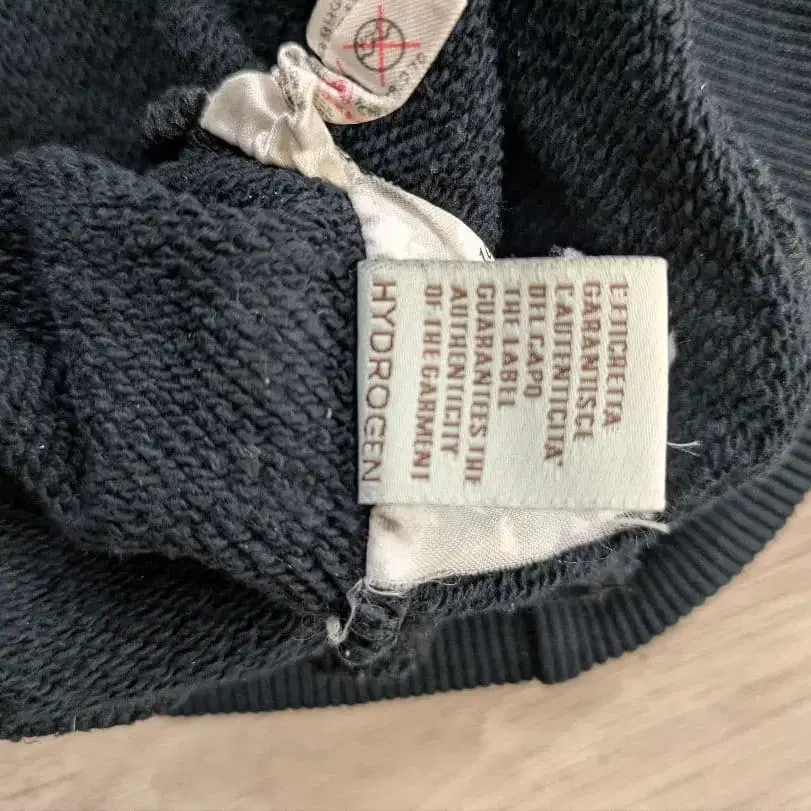 L'ETICHETTA
GARANTISCE
L'AUTENTICITA'
DEL CAPO
THE LABEL
GUARANTEES THE
AUTHENTICITY
OF THE GARMENT
HYDROGEN